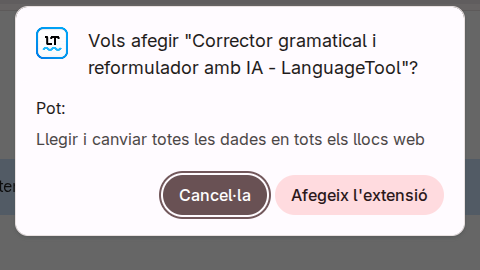 LT
Vols afegir "Corrector gramatical i
reformulador amb IA - LanguageTool"?
Pot:
Llegir i canviar totes les dades en tots els llocs web
Cancel·la
Afegeix l'extensió